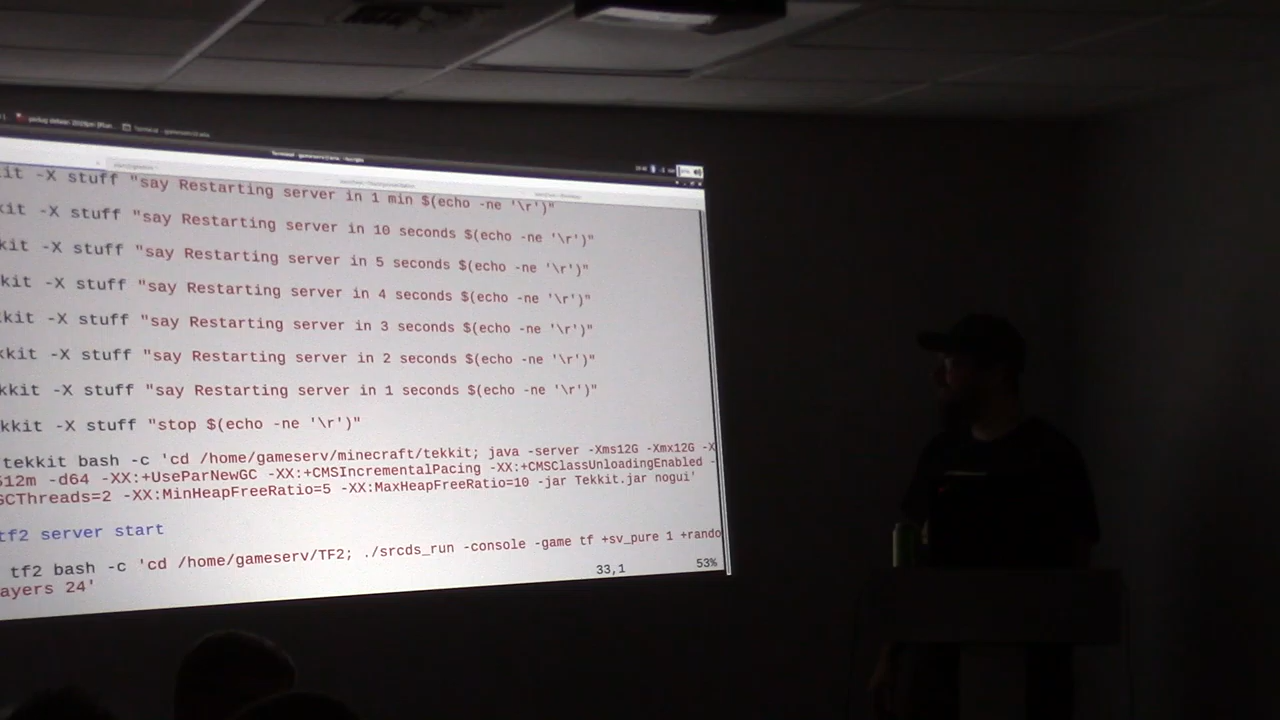 kit -X stuff "say Restarting server in 1 min $(echo -ne '\r')"
kit -X stuff "say Restarting server in 10 seconds $(echo -ne '\r')"
kit -X stuff "say Restarting server in 5 seconds $(echo -ne '\r')"
kkit -X stuff "say Restarting server in 4 seconds $(echo -ne '\r')"
kkit -X stuff "say Restarting server in 3 seconds $(echo -ne '\r')"
kkit -X stuff "say Restarting server in 2 seconds $(echo -ne '\r')"
kkit -X stuff "say Restarting server in 1 seconds $(echo -ne '\r')"
kkit -X stuff "stop $(echo -ne '\r')"
tekkit bash -c 'cd /home/gameserv/minecraft/tekkit; java -server -Xms12G -Xmx12G -X
512m -d64 -XX:+UseParNewGC -XX:+CMSIncrementalPacing -XX:+CMSClassUnloadingEnabled -
GCThreads=2 -XX:MinHeapFreeRatio=5 -XX:MaxHeapFreeRatio=10 -jar Tekkit.jar nogui'
tf2 server start
tf2 bash -c 'cd /home/gameserv/TF2; ./srcds_run -console -game tf +sv_pure 1 +rando
ayers 24'
33,1 53%